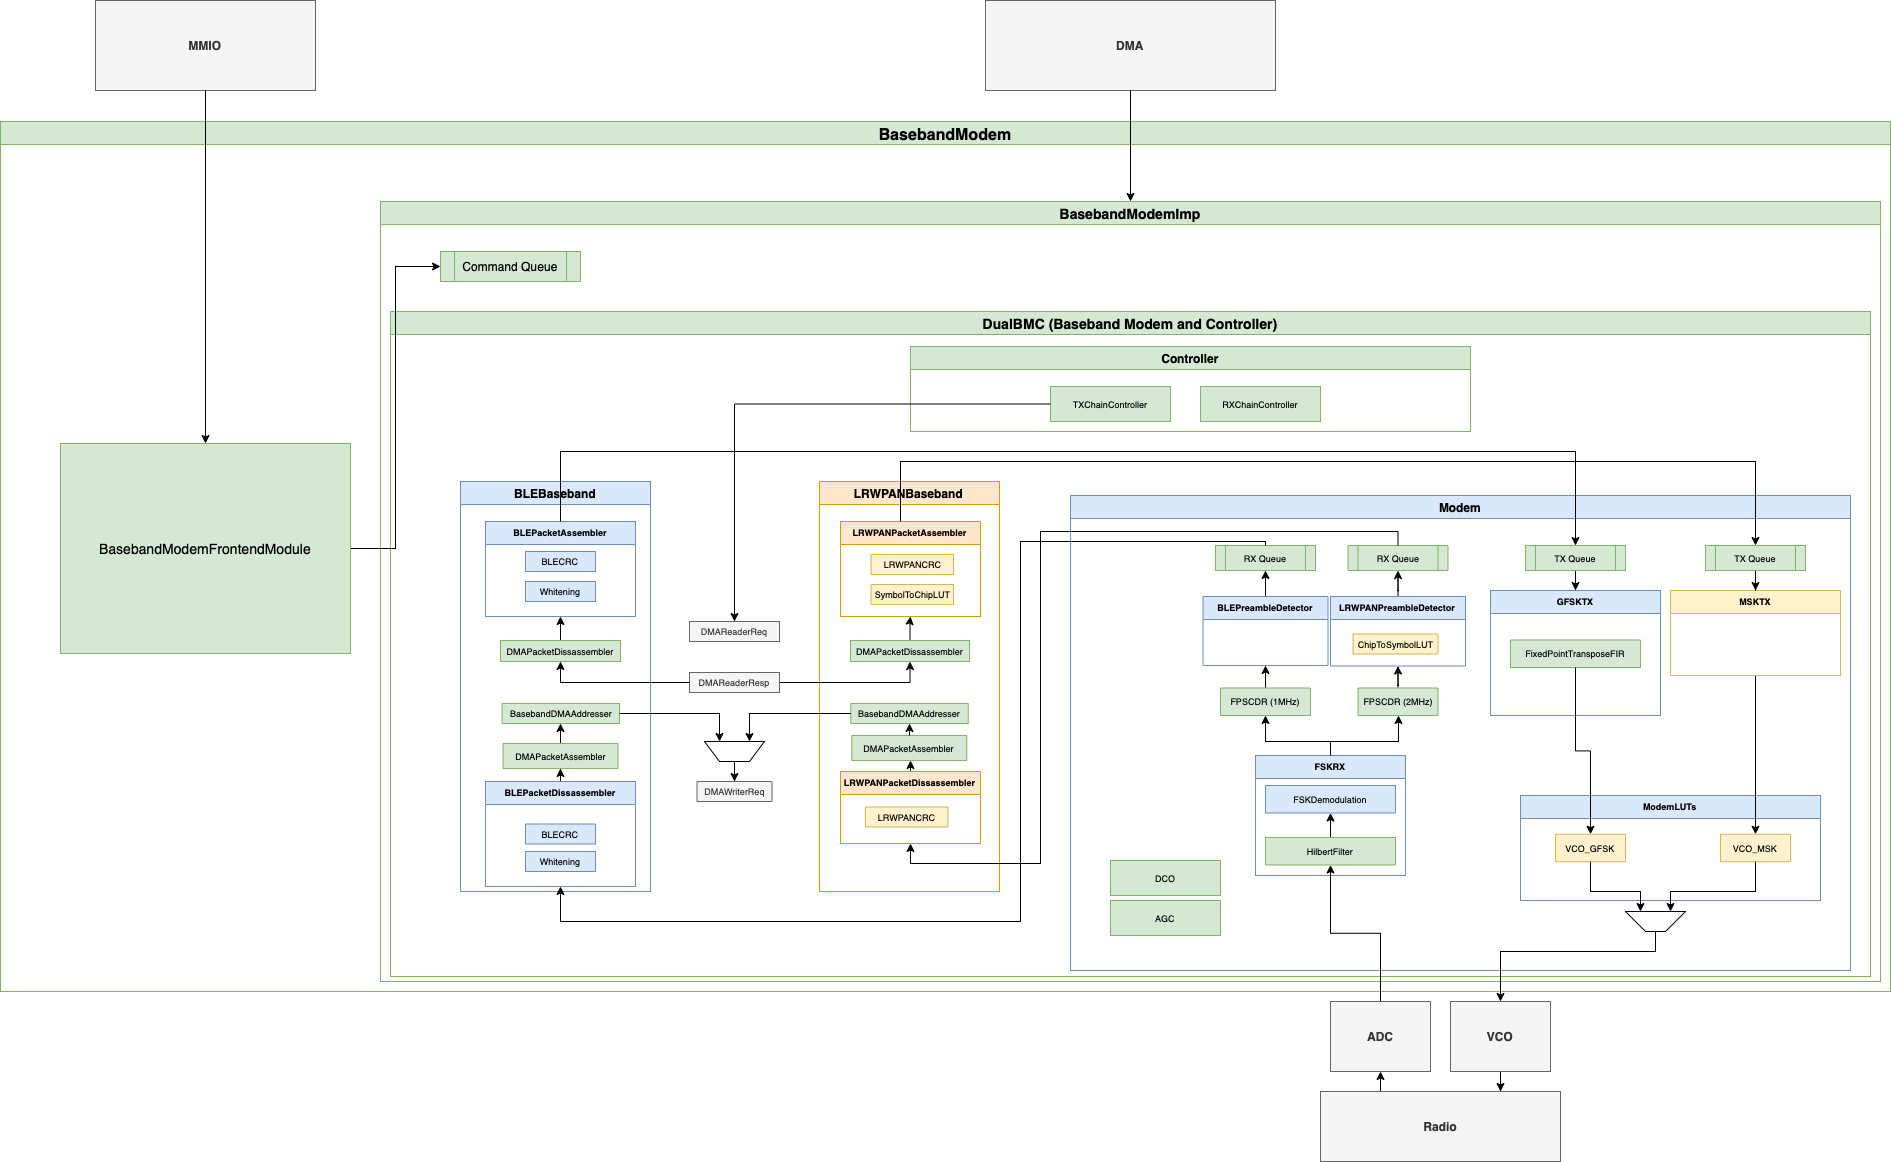 MMIO
DMA
BasebandModem
BasebandModemImp
Command Queue
DualBMC (Baseband Modem and Controller)
Controller
TXChainController
RXChainController
BasebandModemFrontendModule
BLEBaseband
BLEPacketAssembler
BLECRC
Whitening
DMAPacketDissassembler
BasebandDMAAddresser
DMAPacketAssembler
BLEPacketDissassembler
BLECRC
Whitening
DMAReaderReq
DMAReaderResp
DMAWriterReq
LRWPANBaseband
LRWPANPacketAssembler
LRWPANCRC
SymbolToChipLUT
DMAPacketDissassembler
BasebandDMAAddresser
DMAPacketAssembler
LRWPANPacketDissassembler
LRWPANCRC
Modem
RX Queue
RX Queue
TX Queue
TX Queue
BLEPreambleDetector
LRWPANPreambleDetector
ChipToSymbolLUT
GFSKTX
FixedPointTransposeFIR
MSKTX
FPSCDR (1MHz)
FPSCDR (2MHz)
FSKRX
FSKDemodulation
HilbertFilter
DCO
AGC
ModemLUTs
VCO_GFSK
VCO_MSK
ADC
VCO
Radio